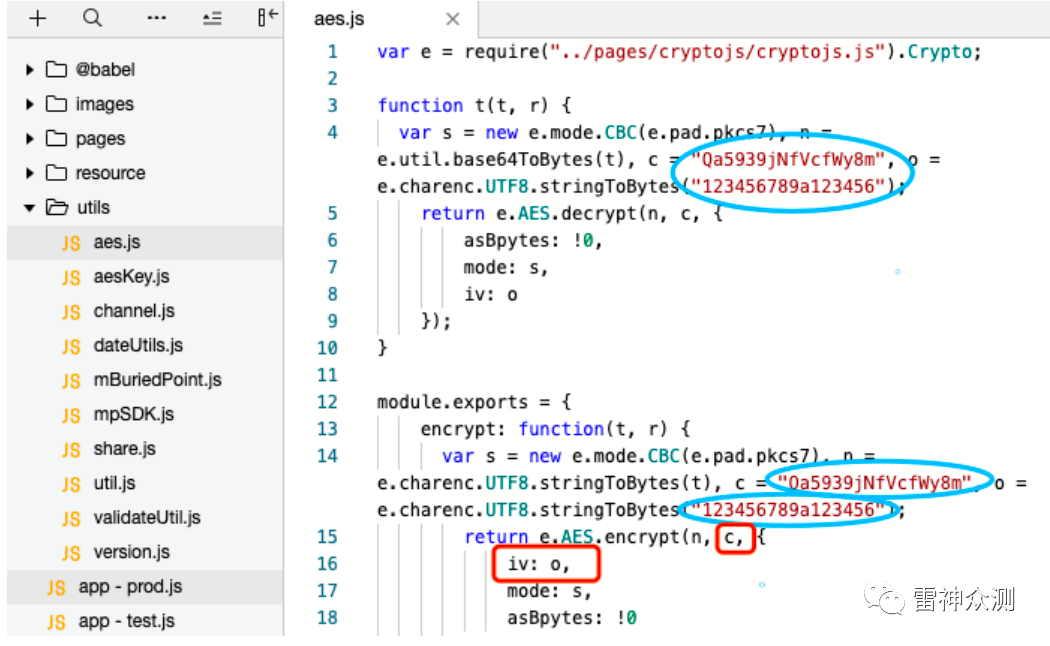 aes.js
@babel
images
pages
resource
utils
JS aes.js
JS aesKey.js
JS channel.js
JS dateUtils.js
JS mBuriedPoint.js
JS mpSDK.js
JS share.js
JS util.js
JS validateUtil.js
JS version.js
JS app - prod.js
JS app - test.js
1 var e = require("../pages/cryptojs/cryptojs.js").Crypto;
2
3 function t(t, r) {
4 var s = new e.mode.CBC(e.pad.pkcs7), n =
e.util.base64ToBytes(t), c = "Qa5939jNfVcfWy8m", o =
e.charenc.UTF8.stringToBytes("123456789a123456");
5 return e.AES.decrypt(n, c, {
6 asBpytes: !0,
7 mode: s,
8 iv: o
9 });
10 }
11
12 module.exports = {
13 encrypt: function(t, r) {
14 var s = new e.mode.CBC(e.pad.pkcs7), n =
e.charenc.UTF8.stringToBytes(t), c = "Qa5939jNfVcfWy8m", o =
e.charenc.UTF8.stringToBytes("123456789a123456");
15 return e.AES.encrypt(n, c, {
16 iv: o,
17 mode: s,
18 asBpytes: !0
雷神众测